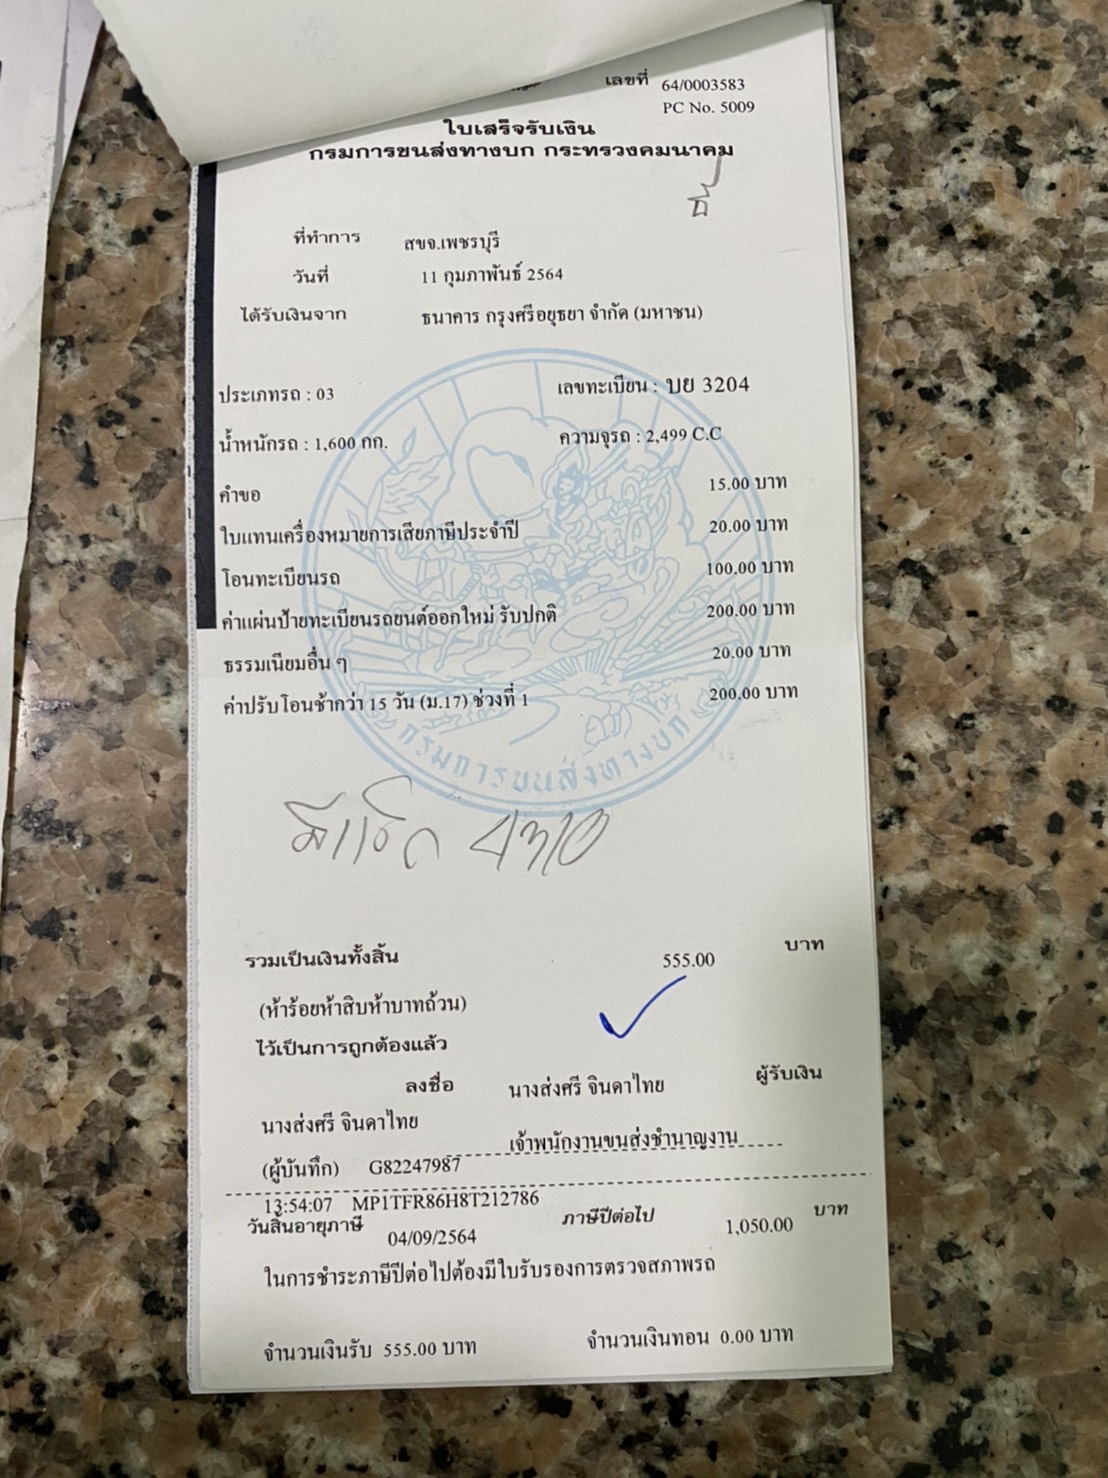 เลขที่ 64/0003583
PC No. 5009
ใบเสร็จรับเงิน
กรมการขนส่งทางบก กระทรวงคมนาคม
ที่ทำการ สขจ.เพชรบุรี
วันที่ 11 กุมภาพันธ์ 2564
ได้รับเงินจาก ธนาคาร กรุงศรีอยุธยา จำกัด (มหาชน)
ประเภทรถ : 03 เลขทะเบียน : บย 3204
น้ำหนักรถ : 1,600 กก. ความจุรถ : 2,499 C.C
คำขอ 15.00 บาท
ใบแทนเครื่องหมายการเสียภาษีประจำปี 20.00 บาท
โอนทะเบียนรถ 100.00 บาท
ค่าแผ่นป้ายทะเบียนรถยนต์ออกใหม่ รับปกติ 200.00 บาท
ธรรมเนียมอื่น ๆ 20.00 บาท
ค่าปรับโอนช้ากว่า 15 วัน (ม.17) ช่วงที่ 1 200.00 บาท
กรมการขนส่งทางบก
รวมเป็นเงินทั้งสิ้น 555.00 บาท
(ห้าร้อยห้าสิบห้าบาทถ้วน)
ไว้เป็นการถูกต้องแล้ว
ลงชื่อ นางส่งศรี จินดาไทย ผู้รับเงิน
นางส่งศรี จินดาไทย เจ้าพนักงานขนส่งชำนาญงาน
(ผู้บันทึก) G82247987
13:54:07 MP1TFR86H8T212786
วันสิ้นอายุภาษี 04/09/2564 ภาษีปีต่อไป 1,050.00 บาท
ในการชำระภาษีปีต่อไปต้องมีใบรับรองการตรวจสภาพรถ
จำนวนเงินรับ 555.00 บาท จำนวนเงินทอน 0.00 บาท